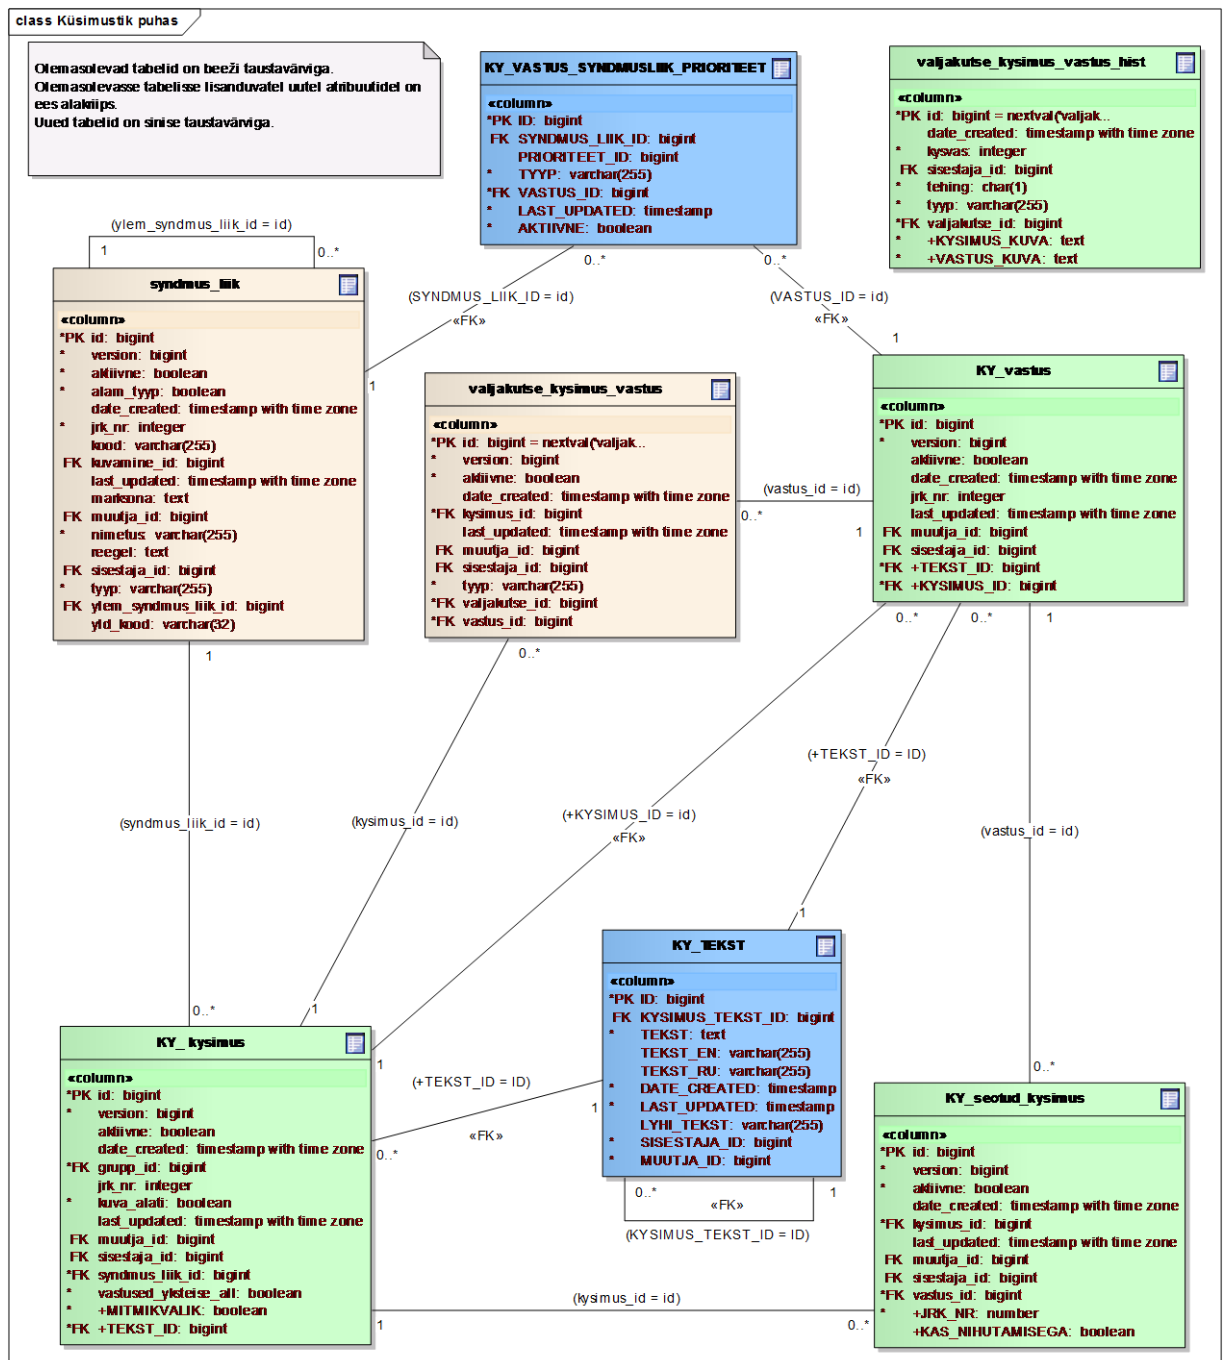 class Küsimustik puhas
Olemasolevad tabelid on beeži taustavärviga.
Olemasolevasse tabelisse lisanduvatel uutel atribuutidel on
ees alakriips.
Uued tabelid on sinise taustavärviga.
KY_VASTUS_SYNDMUSLIIK_PRIORITEET
«column»
*PK ID: bigint
FK SYNDMUS_LIIK_ID: bigint
PRIORITEET_ID: bigint
* TYYP: varchar(255)
*FK VASTUS_ID: bigint
* LAST_UPDATED: timestamp
* AKTIIVNE: boolean
valjakutse_kysimus_vastus_hist
«column»
*PK id: bigint = nextval('valjak...
date_created: timestamp with time zone
* kysvas: integer
FK sisestaja_id: bigint
* tehing: char(1)
* tyyp: varchar(255)
*FK valjakutse_id: bigint
* +KYSIMUS_KUVA: text
* +VASTUS_KUVA: text
(ylem_syndmus_liik_id = id)
1
0..*
0..*
0..*
(SYNDMUS_LIIK_ID = id)
«FK»
1
(VASTUS_ID = id)
«FK»
1
syndmus_liik
«column»
*PK id: bigint
* version: bigint
* aktiivne: boolean
* alam_tyyp: boolean
date_created: timestamp with time zone
* jrk_nr: integer
kood: varchar(255)
FK kuvamine_id: bigint
last_updated: timestamp with time zone
marksona: text
FK muutja_id: bigint
* nimetus: varchar(255)
reegel: text
FK sisestaja_id: bigint
* tyyp: varchar(255)
FK ylem_syndmus_liik_id: bigint
yld_kood: varchar(32)
valjakutse_kysimus_vastus
«column»
*PK id: bigint = nextval('valjak...
* version: bigint
* aktiivne: boolean
date_created: timestamp with time zone
*FK kysimus_id: bigint
last_updated: timestamp with time zone
FK muutja_id: bigint
FK sisestaja_id: bigint
* tyyp: varchar(255)
*FK valjakutse_id: bigint
*FK vastus_id: bigint
(vastus_id = id)
0..*
1
KY_vastus
«column»
*PK id: bigint
* version: bigint
aktiivne: boolean
date_created: timestamp with time zone
jrk_nr: integer
last_updated: timestamp with time zone
FK muutja_id: bigint
FK sisestaja_id: bigint
*FK +TEKST_ID: bigint
*FK +KYSIMUS_ID: bigint
1
0..*
0..*
0..*
1
(syndmus_liik_id = id)
(kysimus_id = id)
(+KYSIMUS_ID = id)
«FK»
(+TEKST_ID = ID)
«FK»
(vastus_id = id)
0..*
1
1
1
0..*
KY_ kysimus
«column»
*PK id: bigint
* version: bigint
aktiivne: boolean
date_created: timestamp with time zone
*FK grupp_id: bigint
jrk_nr: integer
* kuva_alati: boolean
last_updated: timestamp with time zone
FK muutja_id: bigint
FK sisestaja_id: bigint
*FK syndmus_liik_id: bigint
* vastused_yksteise_all: boolean
* +MITMIKVALIK: boolean
*FK +TEKST_ID: bigint
(+TEKST_ID = ID)
1
«FK»
0..*
KY_TEKST
«column»
*PK ID: bigint
FK KYSIMUS_TEKST_ID: bigint
* TEKST: text
TEKST_EN: varchar(255)
TEKST_RU: varchar(255)
* DATE_CREATED: timestamp
* LAST_UPDATED: timestamp
LYHI_TEKST: varchar(255)
* SISESTAJA_ID: bigint
* MUUTJA_ID: bigint
0..*
1
«FK»
(KYSIMUS_TEKST_ID = ID)
KY_seotud_kysimus
«column»
*PK id: bigint
* version: bigint
* aktiivne: boolean
date_created: timestamp with time zone
*FK kysimus_id: bigint
last_updated: timestamp with time zone
FK muutja_id: bigint
FK sisestaja_id: bigint
*FK vastus_id: bigint
* +JRK_NR: number
+KAS_NIHUTAMISEGA: boolean
(kysimus_id = id)
1
0..*